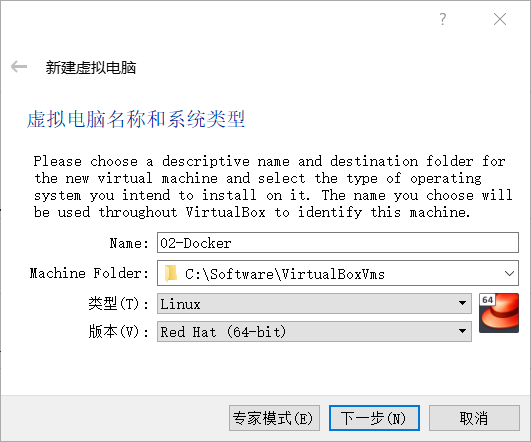 ?
新建虚拟电脑
虚拟电脑名称和系统类型
Please choose a descriptive name and destination folder for
the new virtual machine and select the type of operating
system you intend to install on it. The name you choose will
be used throughout VirtualBox to identify this machine.
Name: 02-Docker
Machine Folder: C:\Software\VirtualBoxVms
类型(T): Linux 64
版本(V): Red Hat (64-bit)
专家模式(E) 下一步(N) 取消